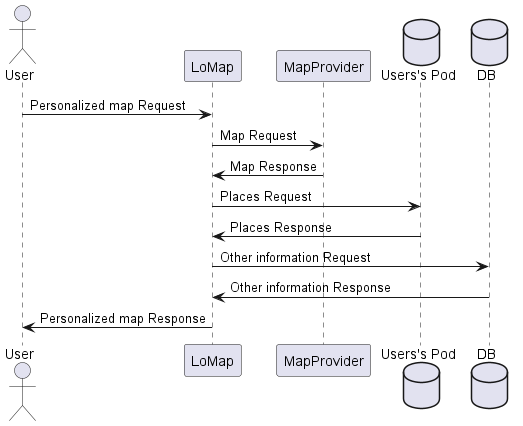 User
LoMap
MapProvider
Users's Pod
DB
Personalized map Request
Map Request
Map Response
Places Request
Places Response
Other information Request
Other information Response
Personalized map Response
User
LoMap
MapProvider
Users's Pod
DB